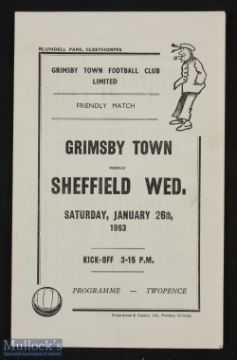 BLUNDELL PARK, CLEETHORPES
GRIMSBY TOWN FOOTBALL CLUB
LIMITED
FRIENDLY MATCH
GRIMSBY TOWN
versus
SHEFFIELD WED.
SATURDAY, JANUARY 26th,
1963
KICK-OFF 3-15 P.M.
PROGRAMME — TWOPENCE
Mullock's